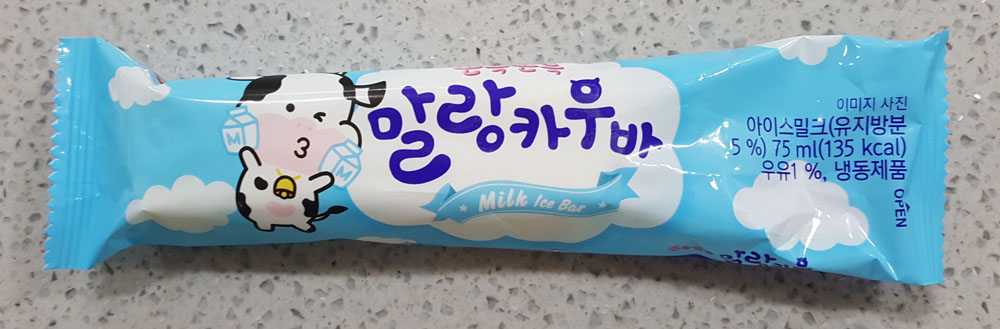 말랑카우바
Milk Ice Bar
M
M
이미지 사진
아이스밀크(유지방분
5 %) 75 ml(135 kcal)
우유1 %, 냉동제품
OPEN